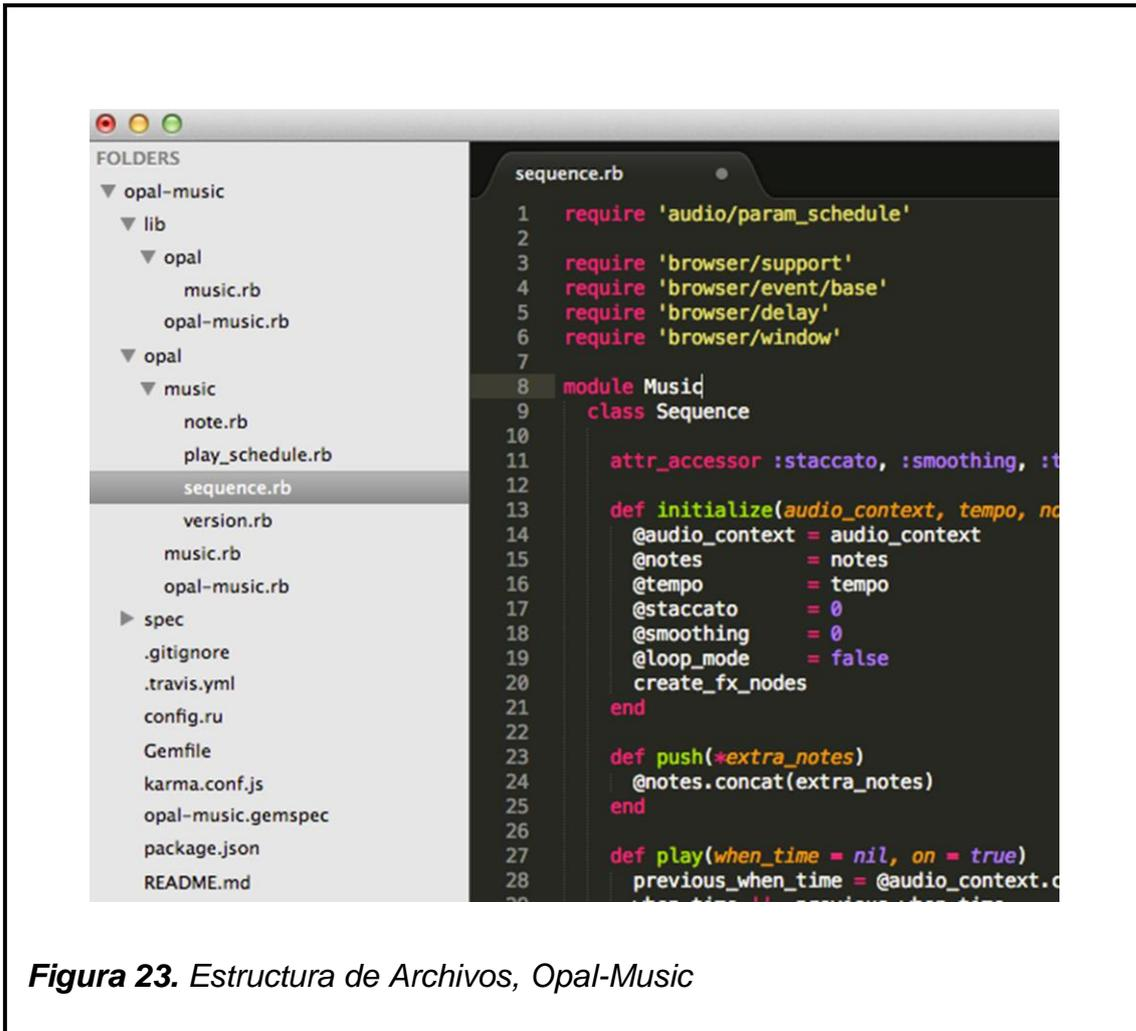 FOLDERS
opal-music
lib
opal
music.rb
opal-music.rb
opal
music
note.rb
play_schedule.rb
sequence.rb
version.rb
music.rb
opal-music.rb
spec
.gitignore
.travis.yml
config.ru
Gemfile
karma.conf.js
opal-music.gemspec
package.json
README.md
sequence.rb
1 require 'audio/param_schedule'
2
3 require 'browser/support'
4 require 'browser/event/base'
5 require 'browser/delay'
6 require 'browser/window'
7
8 module Music
9 class Sequence
10
11 attr_accessor :staccato, :smoothing, :t
12
13 def initialize(audio_context, tempo, no
14 @audio_context = audio_context
15 @notes = notes
16 @tempo = tempo
17 @staccato = 0
18 @smoothing = 0
19 @loop_mode = false
20 create_fx_nodes
21 end
22
23 def push(*extra_notes)
24 @notes.concat(extra_notes)
25 end
26
27 def play(when_time = nil, on = true)
28 previous_when_time = @audio_context.c
Figura 23. Estructura de Archivos, Opal-Music